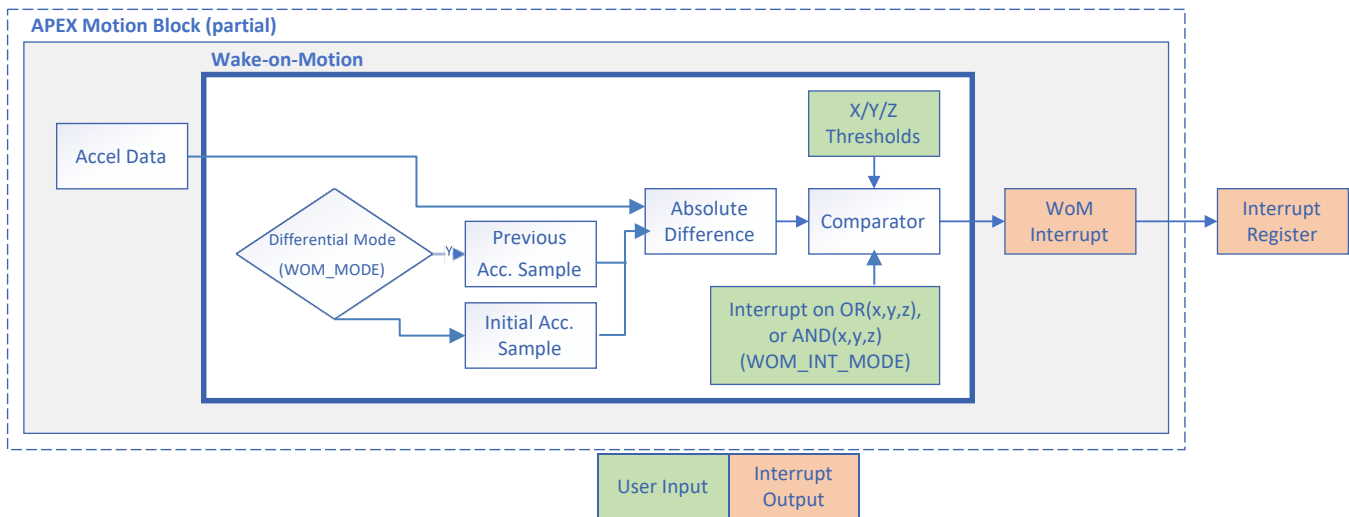 APEX Motion Block (partial)
Wake-on-Motion
X/Y/Z
Thresholds
Accel Data
Differential Mode
(WOM_MODE)
Y
Previous
Acc. Sample
Initial Acc.
Sample
Absolute
Difference
Comparator
Interrupt on OR(x,y,z),
or AND(x,y,z)
(WOM_INT_MODE)
WoM
Interrupt
Interrupt
Register
User Input
Interrupt
Output